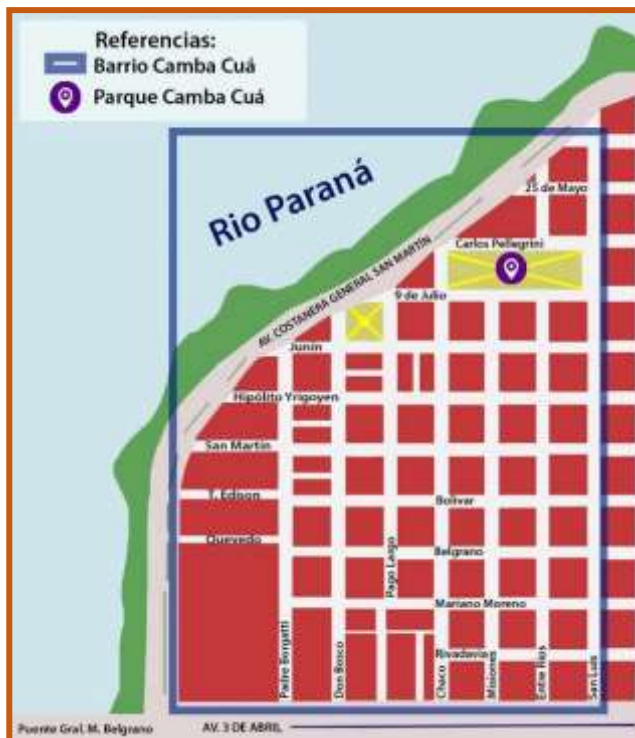 Referencias:
Barrio Camba Cuá
Parque Camba Cuá
Rio Paraná
25 de Mayo
Carlos Pellegrini
AV. COSTANERA GENERAL SAN MARTÍN
9 de Julio
Junín
Hipólito Yrigoyen
San Martín
T. Edison
Bolívar
Quevedo
Belgrano
Pago Largo
Mariano Moreno
Rivadavia
Padre Borgatti
Don Bosco
Chaco
Misiones
Entre Ríos
San Luis
Puente Gral. M. Belgrano
AV. 3 DE ABRIL